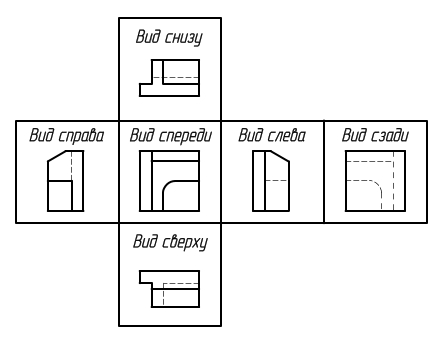 Вид снизу
Вид справа
Вид спереди
Вид слева
Вид сзади
Вид сверху